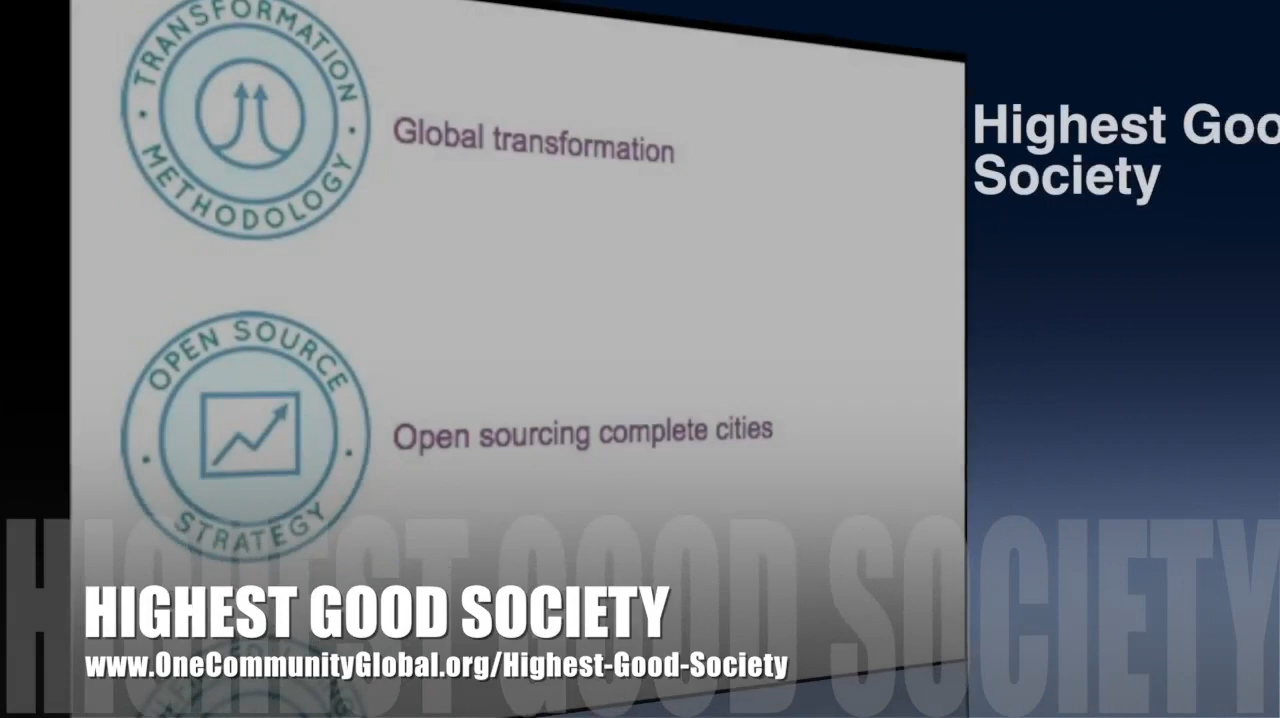 TRANSFORMATION
METHODOLOGY
Global transformation
Highest Goo
Society
OPEN SOURCE
STRATEGY
Open sourcing complete cities
HIGHEST GOOD SOCIETY
HIGHEST GOOD SOCIETY
www.OneCommunityGlobal.org/Highest-Good-Society